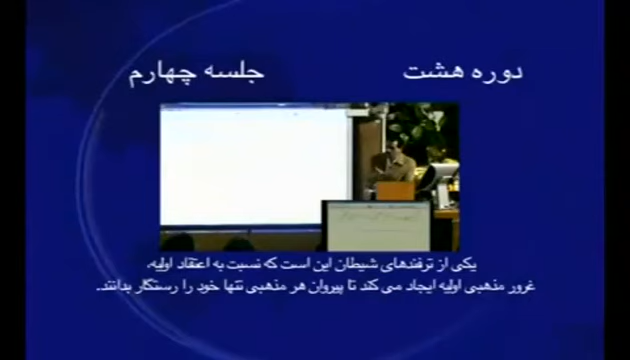 دوره هشت
جلسه چهارم
یکی از ترفندهای شیطان این است که نسبت به اعتقاد اولیه،
غرور مذهبی اولیه ایجاد می کند تا پیروان هر مذهبی تنها خود را رستگار بدانند.